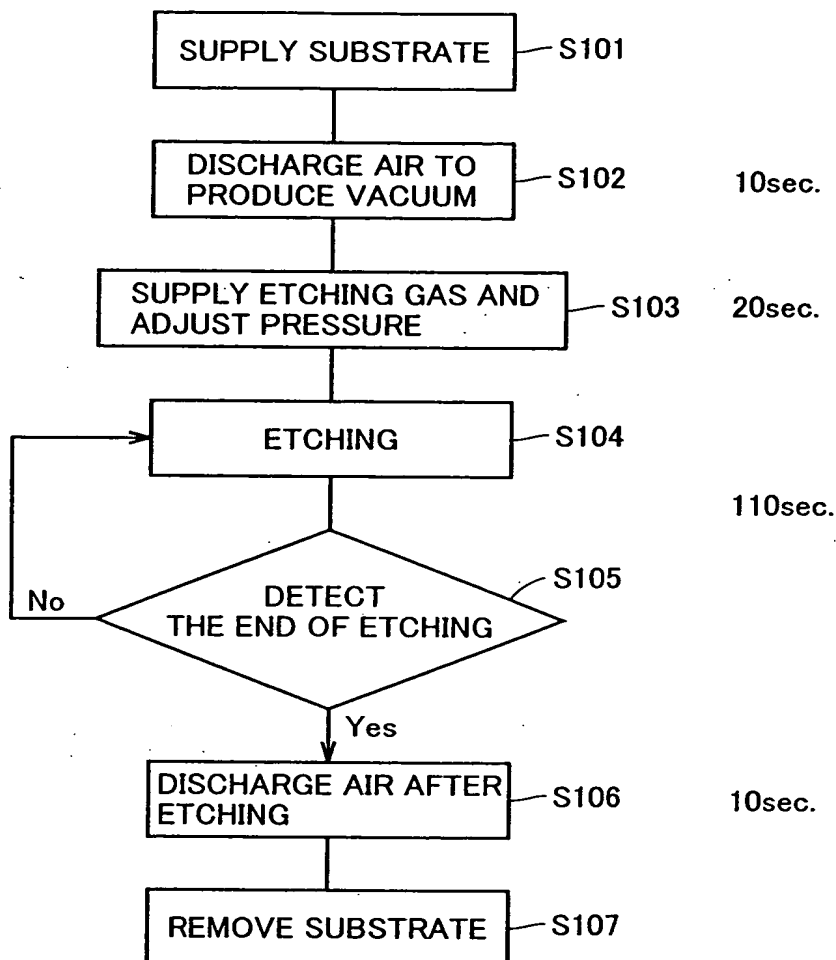 SUPPLY SUBSTRATE
S101
DISCHARGE AIR TO
PRODUCE VACUUM
S102
10sec.
SUPPLY ETCHING GAS AND
ADJUST PRESSURE
S103
20sec.
ETCHING
S104
110sec.
DETECT
THE END OF ETCHING
S105
No
Yes
DISCHARGE AIR AFTER
ETCHING
S106
10sec.
REMOVE SUBSTRATE
S107